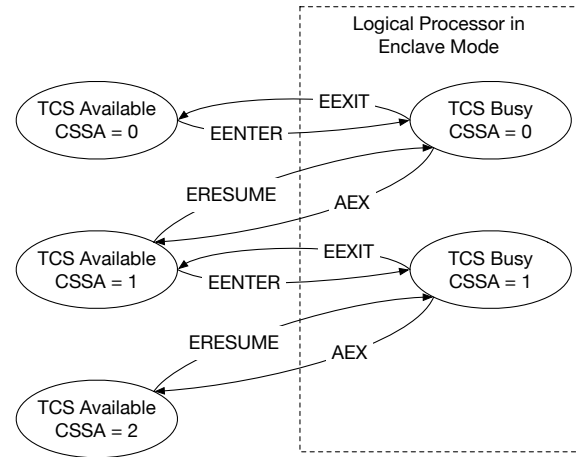 Logical Processor in
Enclave Mode
TCS Available
CSSA = 0
EEXIT
EENTER
TCS Busy
CSSA = 0
ERESUME
AEX
TCS Available
CSSA = 1
EEXIT
EENTER
TCS Busy
CSSA = 1
ERESUME
AEX
TCS Available
CSSA = 2